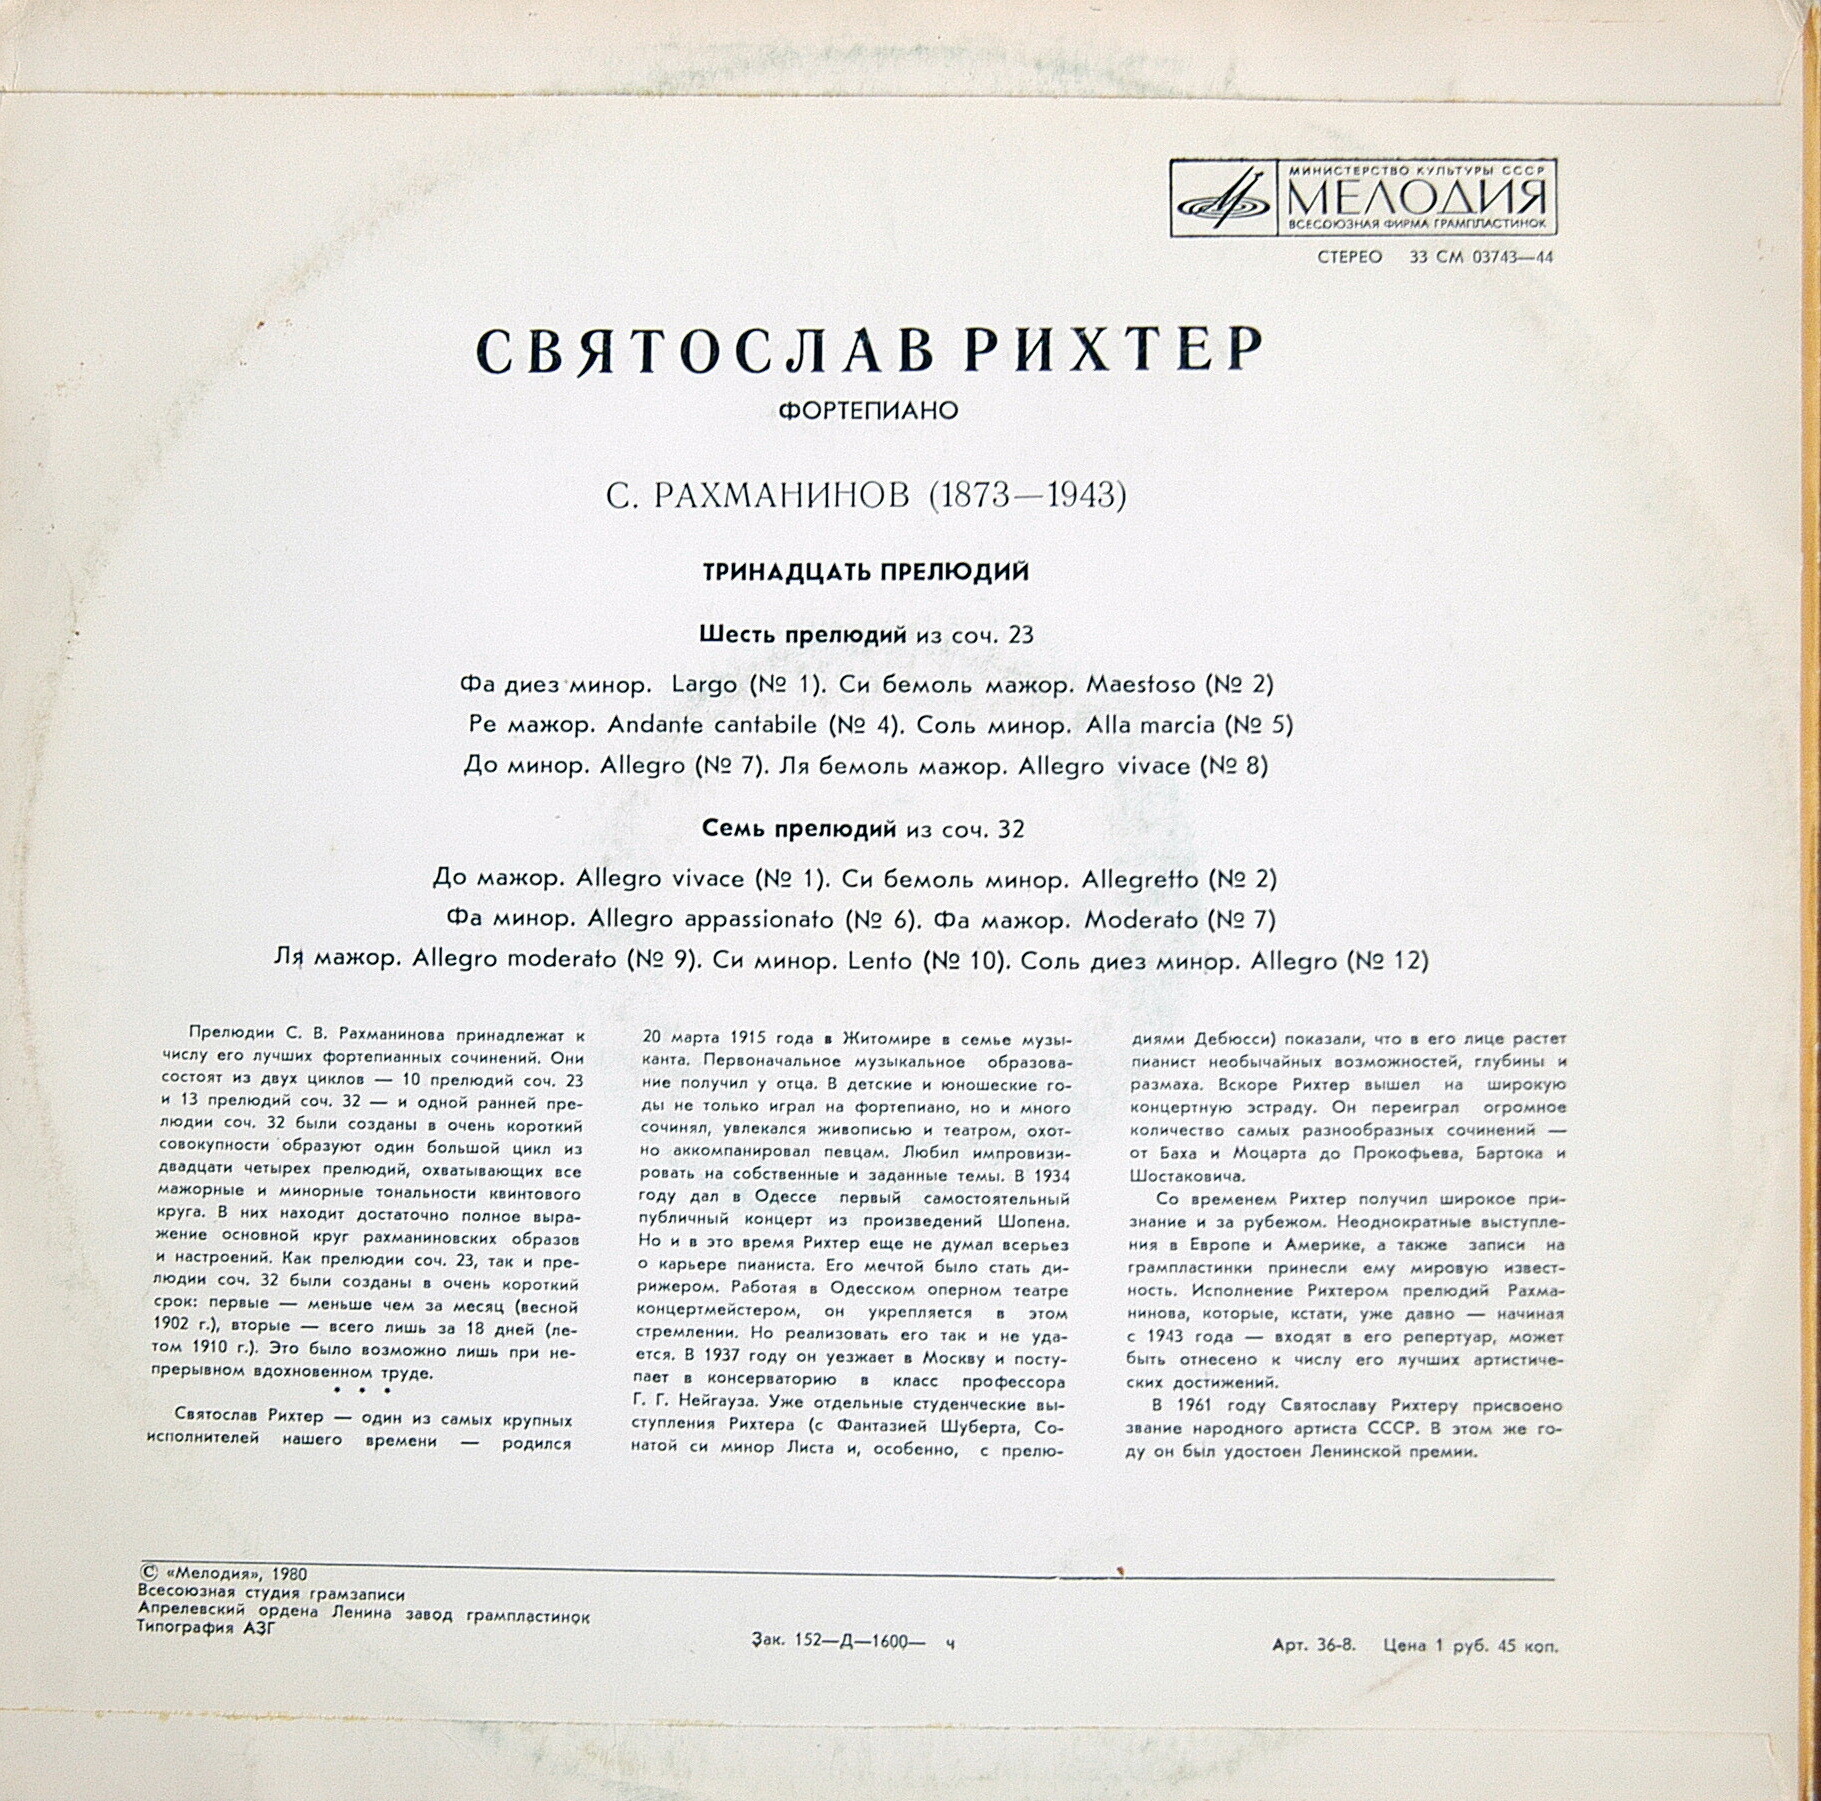 МИНИСТЕРСТВО КУЛЬТУРЫ СССР
МЕЛОДИЯ
ВСЕСОЮЗНАЯ ФИРМА ГРАМПЛАСТИНОК
СТЕРЕО 33 СМ 03743—44
СВЯТОСЛАВ РИХТЕР
ФОРТЕПИАНО
С. РАХМАНИНОВ (1873—1943)
ТРИНАДЦАТЬ ПРЕЛЮДИЙ
Шесть прелюдий из соч. 23
Фа диез минор. Largo (№ 1). Си бемоль мажор. Maestoso (№ 2)
Ре мажор. Andante cantabile (№ 4). Соль минор. Alla marcia (№ 5)
До минор. Allegro (№ 7). Ля бемоль мажор. Allegro vivace (№ 8)
Семь прелюдий из соч. 32
До мажор. Allegro vivace (№ 1). Си бемоль минор. Allegretto (№ 2)
Фа минор. Allegro appassionato (№ 6). Фа мажор. Moderato (№ 7)
Ля мажор. Allegro moderato (№ 9). Си минор. Lento (№ 10). Соль диез минор. Allegro (№ 12)
Прелюдии С. В. Рахманинова принадлежат к
числу его лучших фортепианных сочинений. Они
состоят из двух циклов — 10 прелюдий соч. 23
и 13 прелюдий соч. 32 — и одной ранней пре-
людии соч. 32 были созданы в очень короткий
совокупности образуют один большой цикл из
двадцати четырех прелюдий, охватывающих все
мажорные и минорные тональности квинтового
круга. В них находит достаточно полное выра-
жение основной круг рахманиновских образов
и настроений. Как прелюдии соч. 23, так и пре-
людии соч. 32 были созданы в очень короткий
срок: первые — меньше чем за месяц (весной
1902 г.), вторые — всего лишь за 18 дней (ле-
том 1910 г.). Это было возможно лишь при не-
прерывном вдохновенном труде.
* * *
Святослав Рихтер — один из самых крупных
исполнителей нашего времени — родился
20 марта 1915 года в Житомире в семье музы-
канта. Первоначальное музыкальное образова-
ние получил у отца. В детские и юношеские го-
ды не только играл на фортепиано, но и много
сочинял, увлекался живописью и театром, охот-
но аккомпанировал певцам. Любил импровизи-
ровать на собственные и заданные темы. В 1934
году дал в Одессе первый самостоятельный
публичный концерт из произведений Шопена.
Но и в это время Рихтер еще не думал всерьез
о карьере пианиста. Его мечтой было стать ди-
рижером. Работая в Одесском оперном театре
концертмейстером, он укрепляется в этом
стремлении. Но реализовать его так и не уда-
ется. В 1937 году он уезжает в Москву и посту-
пает в консерваторию в класс профессора
Г. Г. Нейгауза. Уже отдельные студенческие вы-
ступления Рихтера (с Фантазией Шуберта, Со-
натой си минор Листа и, особенно, с прелю-
диями Дебюсси) показали, что в его лице растет
пианист необычайных возможностей, глубины и
размаха. Вскоре Рихтер вышел на широкую
концертную эстраду. Он переиграл огромное
количество самых разнообразных сочинений —
от Баха и Моцарта до Прокофьева, Бартока и
Шостаковича.
Со временем Рихтер получил широкое при-
знание и за рубежом. Неоднократные выступле-
ния в Европе и Америке, а также записи на
грампластинки принесли ему мировую извест-
ность. Исполнение Рихтером прелюдий Рахма-
нинова, которые, кстати, уже давно — начиная
с 1943 года — входят в его репертуар, может
быть отнесено к числу его лучших артистиче-
ских достижений.
В 1961 году Святославу Рихтеру присвоено
звание народного артиста СССР. В этом же го-
ду он был удостоен Ленинской премии.
© «Мелодия», 1980
Всесоюзная студия грамзаписи
Апрелевский ордена Ленина завод грампластинок
Типография АЗГ
Зак. 152—Д—1600— ч
Арт. 36-8. Цена 1 руб. 45 коп.